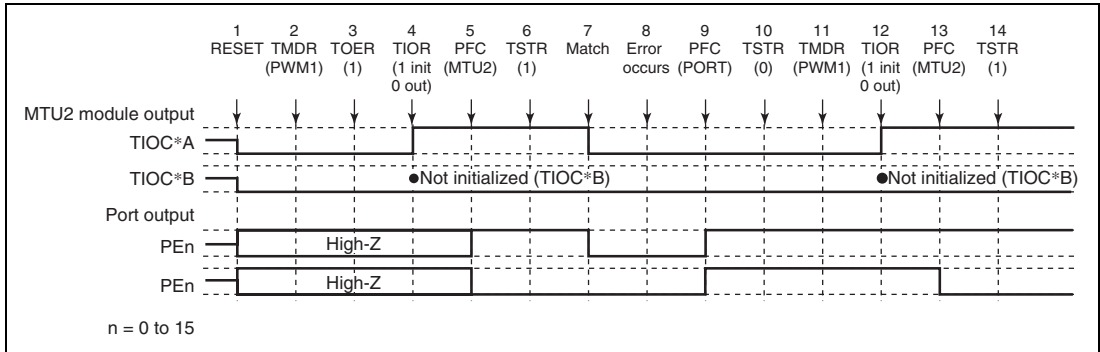 1 2 3 4 5 6 7 8 9 10 11 12 13 14
RESET TMDR TOER TIOR PFC TSTR Match Error PFC TSTR TMDR TIOR PFC TSTR
(PWM1) (1) (1 init (MTU2) (1) occurs (PORT) (0) (PWM1) (1 init (MTU2) (1)
0 out) 0 out)
MTU2 module output
TIOC*A
TIOC*B ●Not initialized (TIOC*B) ●Not initialized (TIOC*B)
Port output
PEn High-Z
PEn High-Z
n = 0 to 15